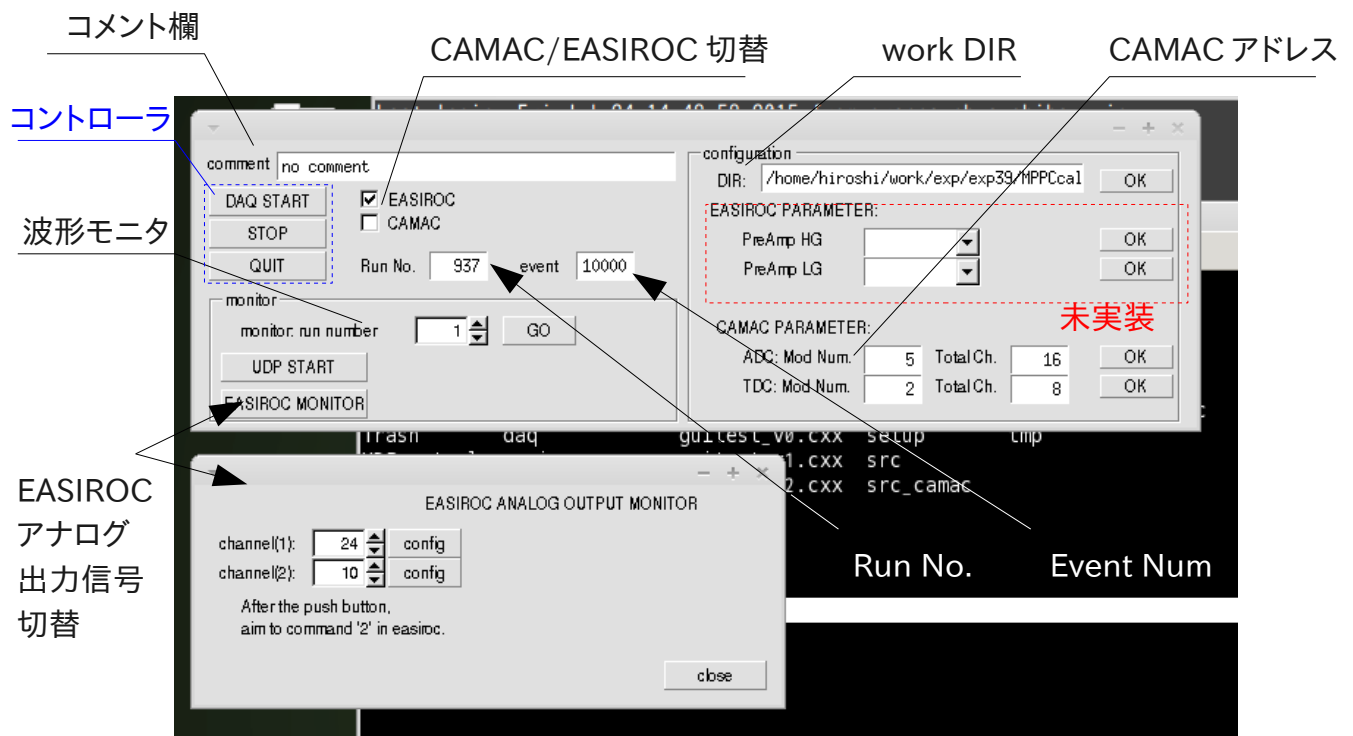 コメント欄
CAMAC/EASIROC 切替
work DIR
CAMAC アドレス
コントローラ
波形モニタ
comment no comment
DAQ START
STOP
QUIT
EASIROC
CAMAC
Run No. 937 event 10000
monitor
monitor: run number 1 GO
UDP START
EASIROC MONITOR
configuration
DIR: /home/hiroshi/work/exp/exp39/MPPCcal OK
EASIROC PARAMETER:
PreAmp HG OK
PreAmp LG OK
未実装
CAMAC PARAMETER:
ADC: Mod Num. 5 Total Ch. 16 OK
TDC: Mod Num. 2 Total Ch. 8 OK
Trash daq guitest_v0.cxx setup tmp
1.cxx src
2.cxx src_camac
EASIROC
アナログ
出力信号
切替
EASIROC ANALOG OUTPUT MONITOR
channel(1): 24 config
channel(2): 10 config
After the push button,
aim to command '2' in easiroc.
close
Run No.
Event Num